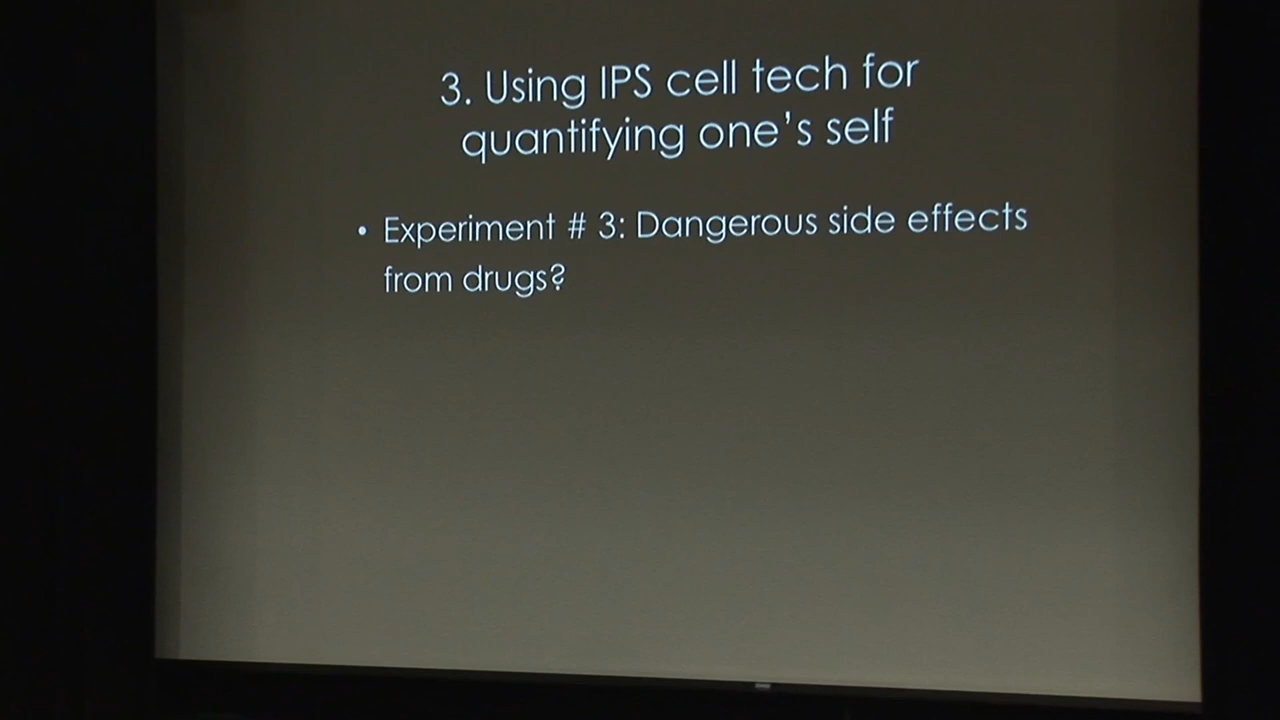 3. Using IPS cell tech for
quantifying one's self
• Experiment # 3: Dangerous side effects
from drugs?